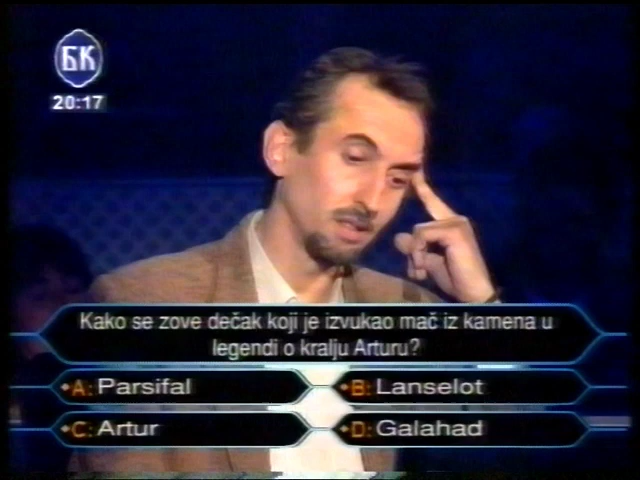 БК
20:17
Kako se zove dečak koji je izvukao mač iz kamena u
legendi o kralju Arturu?
A: Parsifal
B: Lanselot
C: Artur
D: Galahad